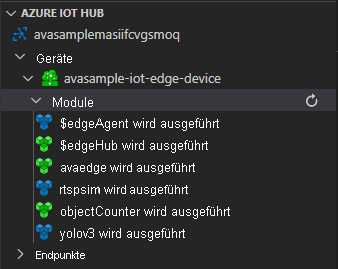 AZURE IOT HUB
avasamplemasiifcvgsmoq
Geräte
avasample-iot-edge-device
Module
$edgeAgent wird ausgeführt
$edgeHub wird ausgeführt
avaedge wird ausgeführt
rtspsim wird ausgeführt
objectCounter wird ausgeführt
yolov3 wird ausgeführt
Endpunkte